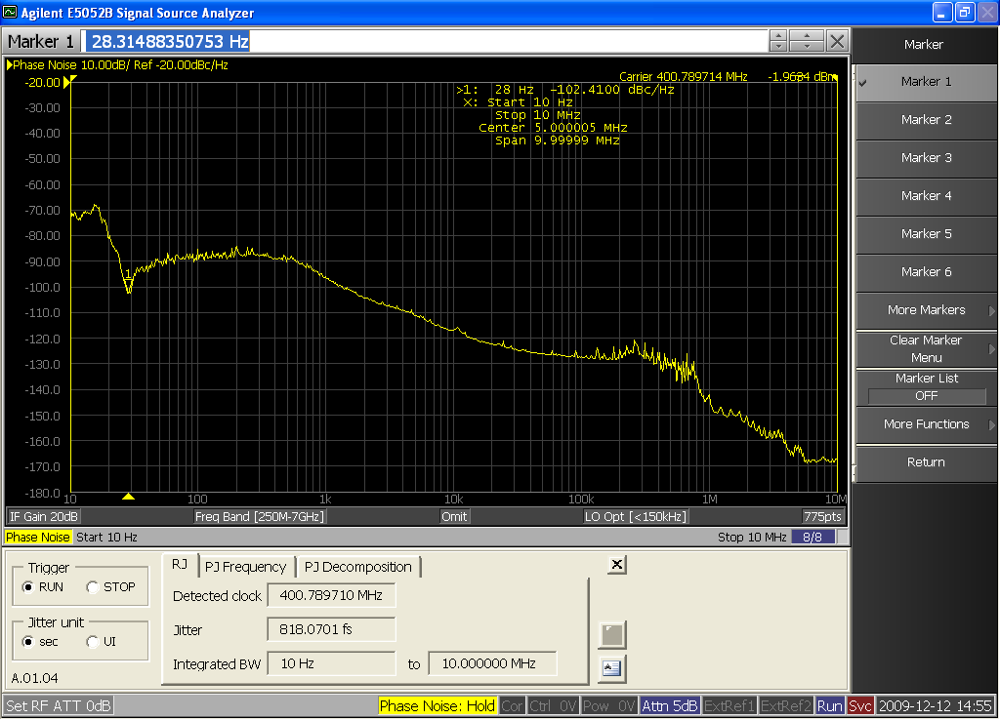 Agilent E5052B Signal Source Analyzer
Marker 1 28.31488350753 Hz
Phase Noise 10.00dB/ Ref -20.00dBc/Hz
Carrier 400.789714 MHz -1.9634 dBm
>1: 28 Hz -102.4100 dBc/Hz
X: Start 10 Hz
Stop 10 MHz
Center 5.000005 MHz
Span 9.99999 MHz
-20.00
-30.00
-40.00
-50.00
-60.00
-70.00
-80.00
-90.00
-100.0
-110.0
-120.0
-130.0
-140.0
-150.0
-160.0
-170.0
-180.0
1
10 100 1k 10k 100k 1M 10M
IF Gain 20dB Freq Band [250M-7GHz] Omit LO Opt [<150kHz] 775pts
Phase Noise Start 10 Hz Stop 10 MHz 8/8
Marker
Marker 1
Marker 2
Marker 3
Marker 4
Marker 5
Marker 6
More Markers
Clear Marker
Menu
Marker List
OFF
More Functions
Return
Trigger
RUN STOP
Jitter unit
sec UI
A.01.04
RJ PJ Frequency PJ Decomposition
Detected clock 400.789710 MHz
Jitter 818.0701 fs
Integrated BW 10 Hz to 10.000000 MHz
Set RF ATT 0dB Phase Noise: Hold Cor Ctrl 0V Pow 0V Attn 5dB ExtRef1 ExtRef2 Run Svc 2009-12-12 14:55